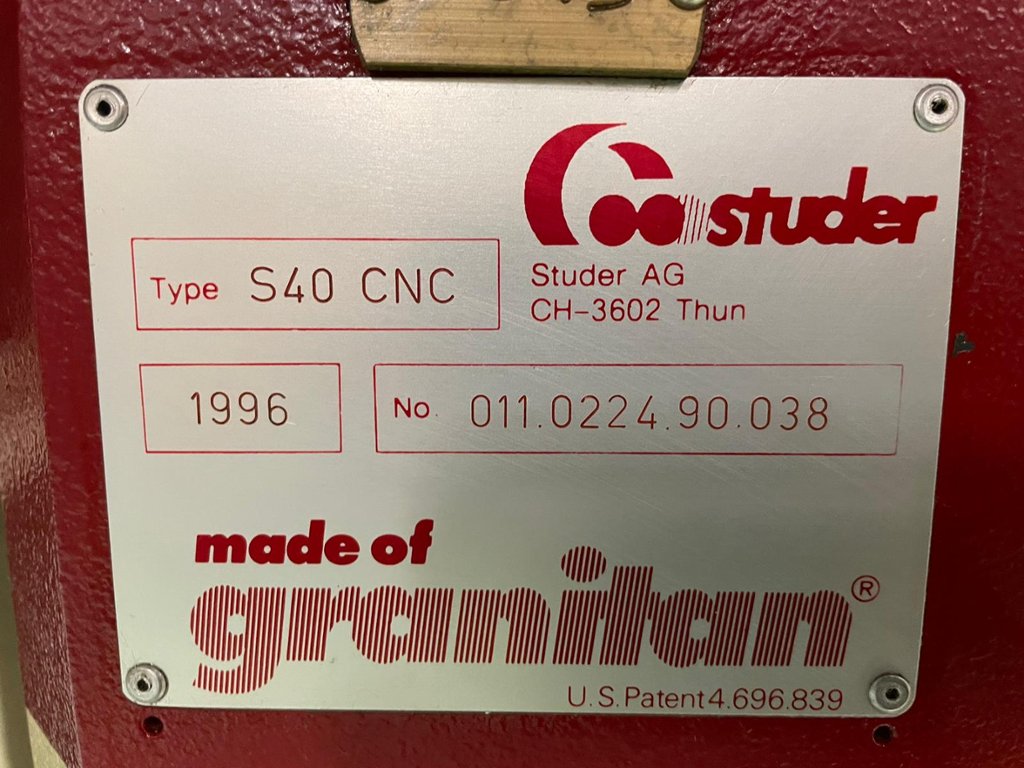 studer
Studer AG
CH-3602 Thun
Type S40 CNC
1996
No. 011.0224.90.038
made of
granitan®
U.S. Patent 4.696.839